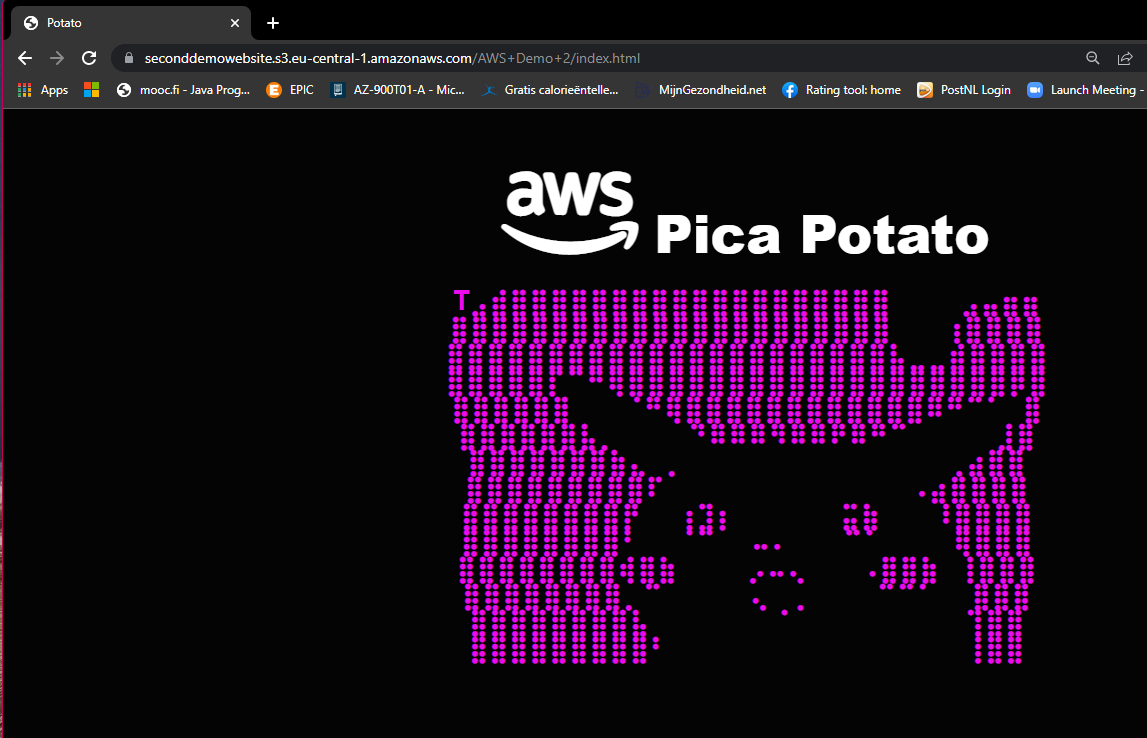 Potato
seconddemowebsite.s3.eu-central-1.amazonaws.com/AWS+Demo+2/index.html
Apps mooc.fi - Java Prog... EPIC AZ-900T01-A - Mic... Gratis calorieëntelle... MijnGezondheid.net Rating tool: home PostNL Login Launch Meeting -
aws Pica Potato
T